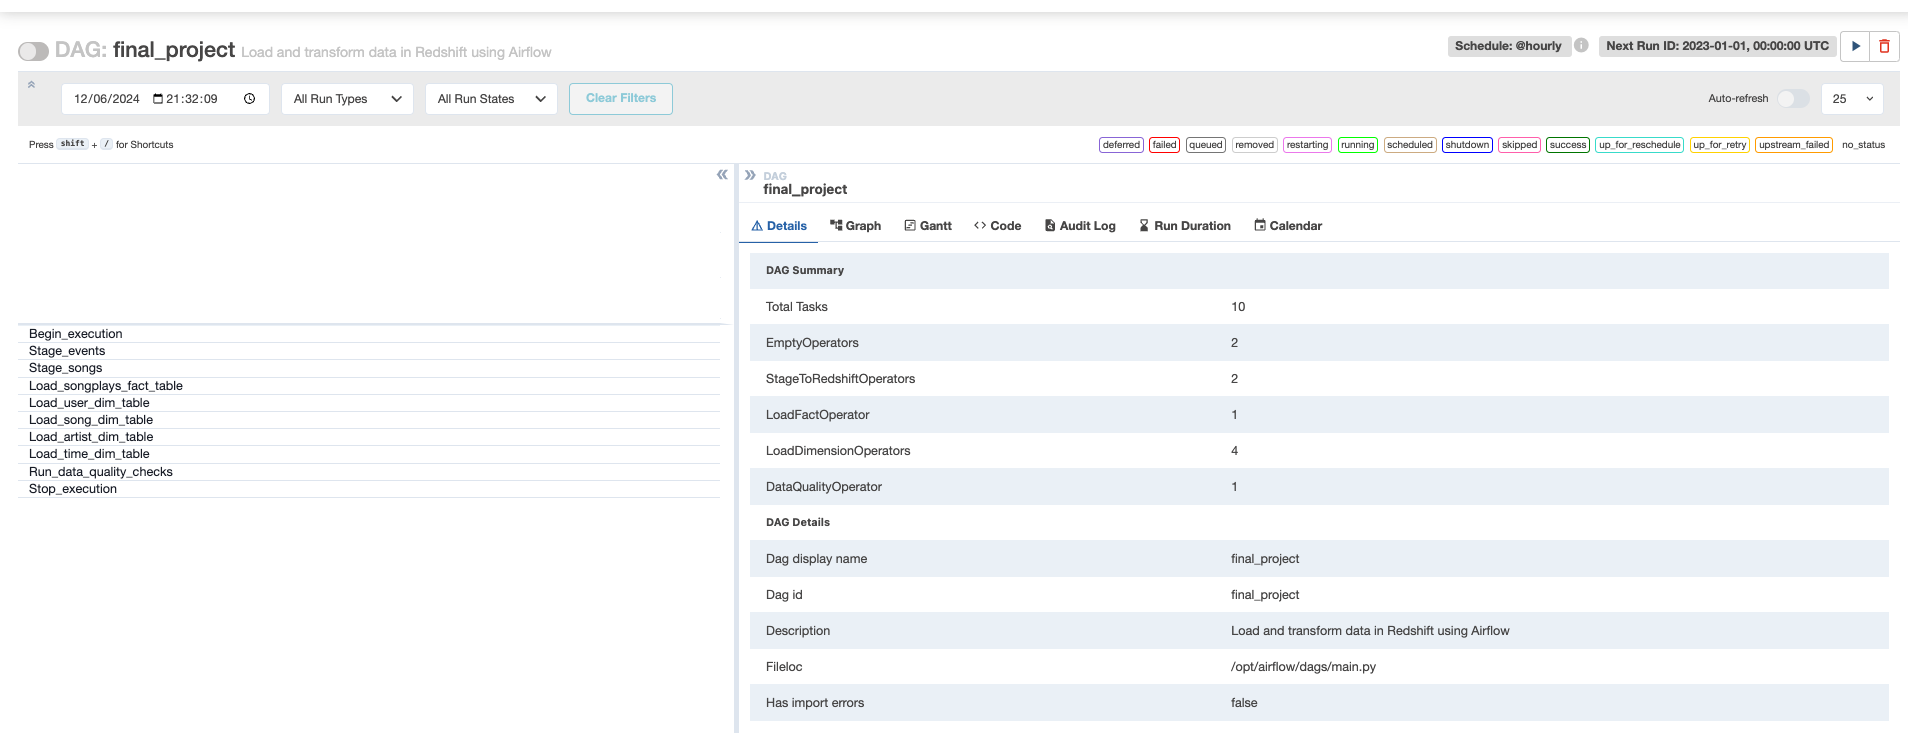 DAG: final_project Load and transform data in Redshift using Airflow
Schedule: @hourly
Next Run ID: 2023-01-01, 00:00:00 UTC
12/06/2024 21:32:09
All Run Types
All Run States
Clear Filters
Auto-refresh
25
Press shift + / for Shortcuts
deferred failed queued removed restarting running scheduled shutdown skipped success up_for_reschedule up_for_retry upstream_failed no_status
Begin_execution
Stage_events
Stage_songs
Load_songplays_fact_table
Load_user_dim_table
Load_song_dim_table
Load_artist_dim_table
Load_time_dim_table
Run_data_quality_checks
Stop_execution
DAG
final_project
Details Graph Gantt Code Audit Log Run Duration Calendar
DAG Summary
Total Tasks 10
EmptyOperators 2
StageToRedshiftOperators 2
LoadFactOperator 1
LoadDimensionOperators 4
DataQualityOperator 1
DAG Details
Dag display name final_project
Dag id final_project
Description Load and transform data in Redshift using Airflow
Fileloc /opt/airflow/dags/main.py
Has import errors false